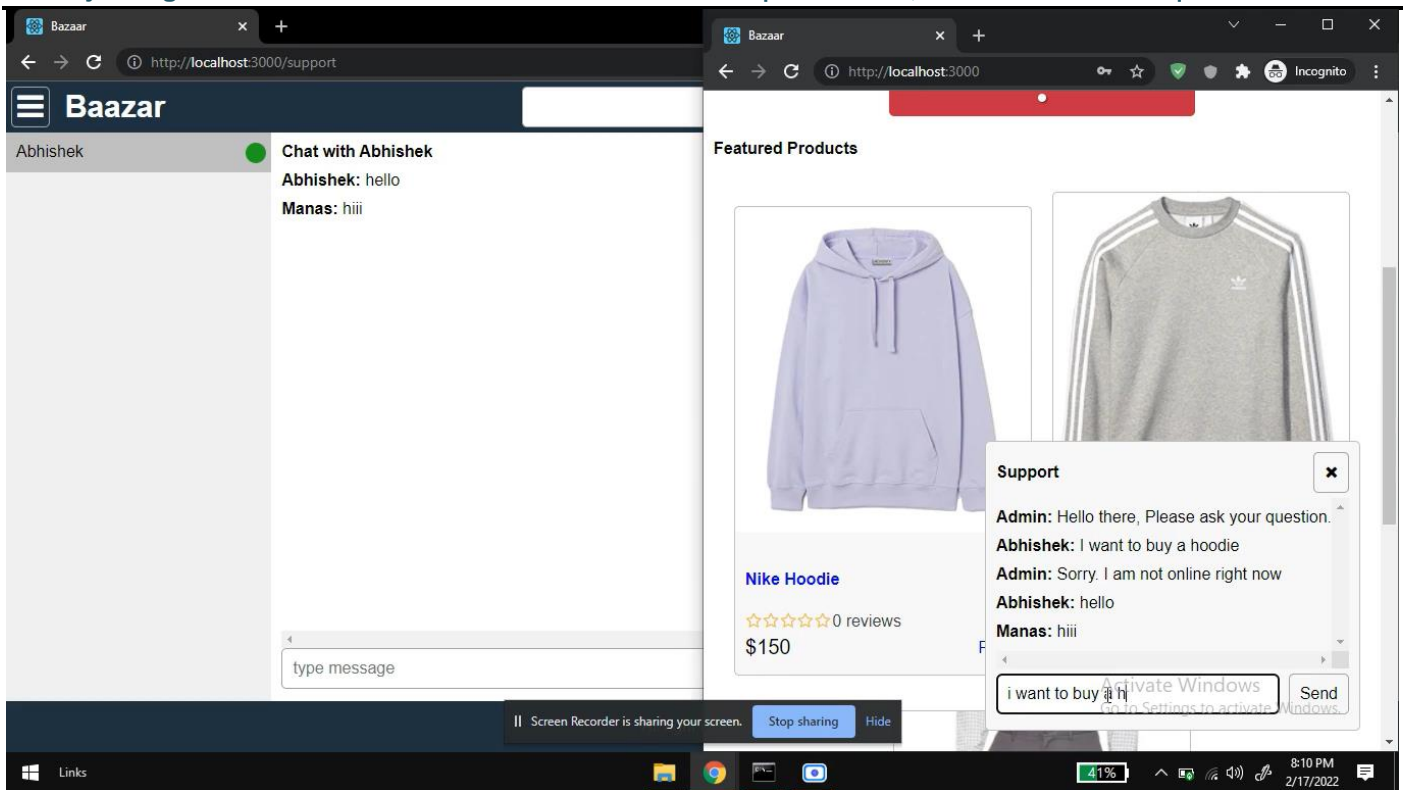 Bazaar
http://localhost:3000/support
Baazar
Abhishek
Chat with Abhishek
Abhishek: hello
Manas: hiii
type message
Bazaar
http://localhost:3000
Incognito
Featured Products
Nike Hoodie
0 reviews
$150
Support
Admin: Hello there, Please ask your question.
Abhishek: I want to buy a hoodie
Admin: Sorry. I am not online right now
Abhishek: hello
Manas: hiii
i want to buy a h
Send
Activate Windows
Go to Settings to activate Windows.
Screen Recorder is sharing your screen.
Stop sharing
Hide
Links
41%
8:10 PM
2/17/2022